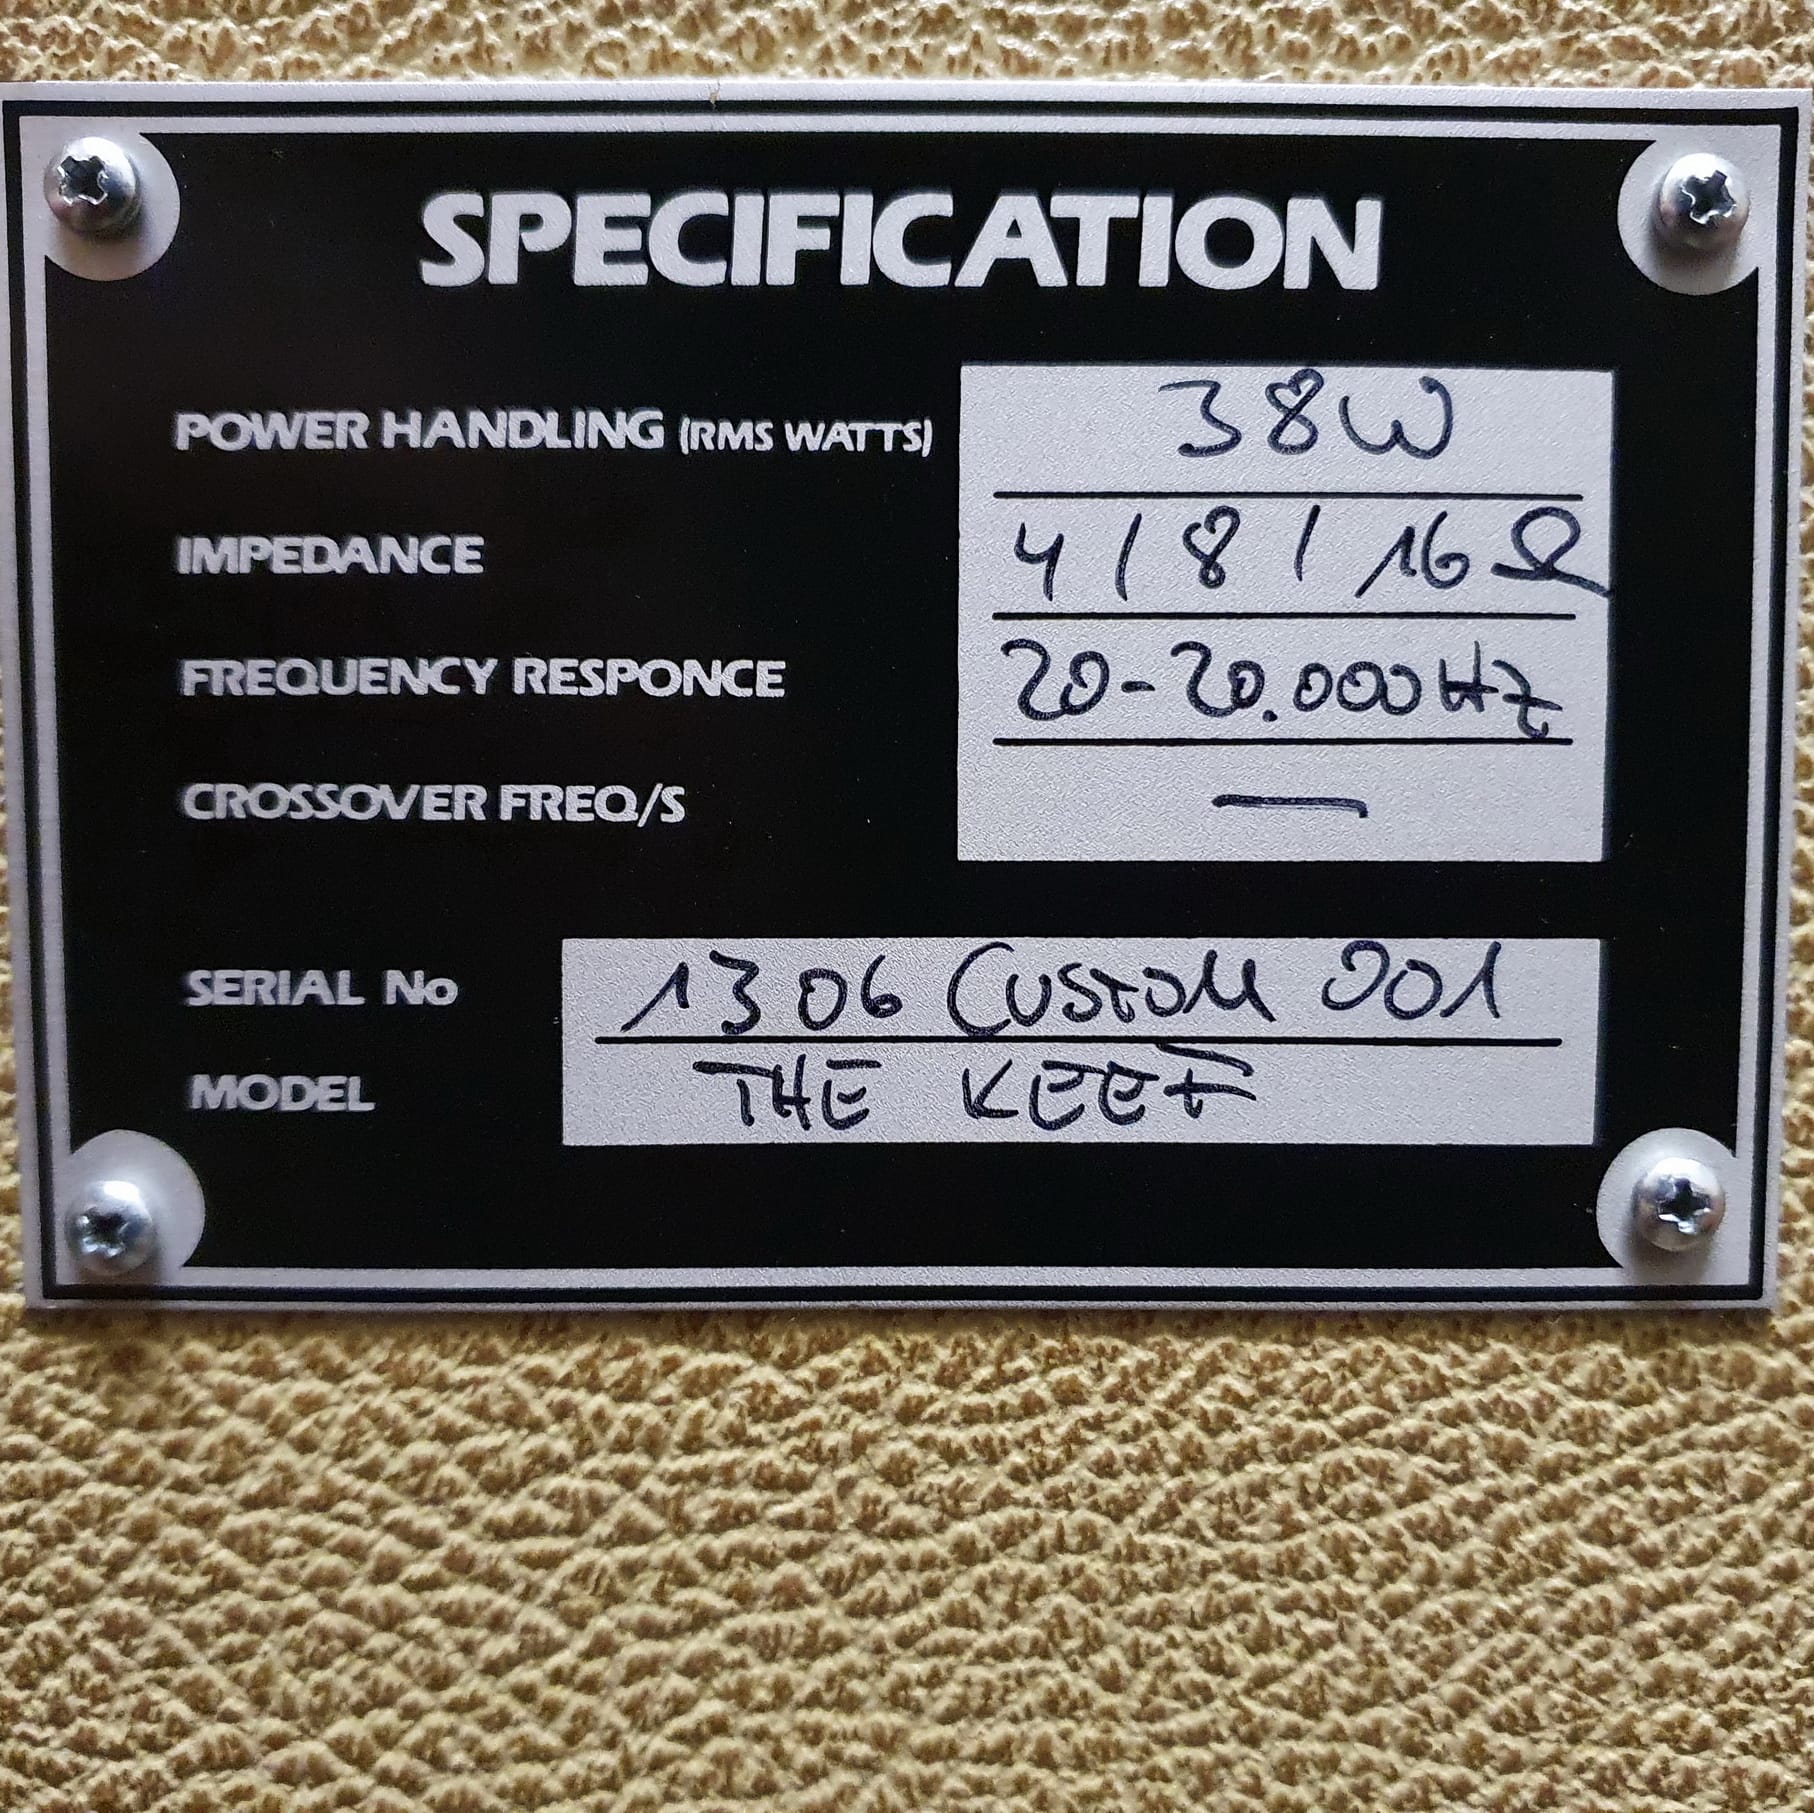 SPECIFICATION
POWER HANDLING (RMS WATTS) 38W
IMPEDANCE 4/8/16Ω
FREQUENCY RESPONCE 20-20.000Hz
CROSSOVER FREQ/S —
SERIAL No 1306 CUSTOM 001
MODEL THE KEEF